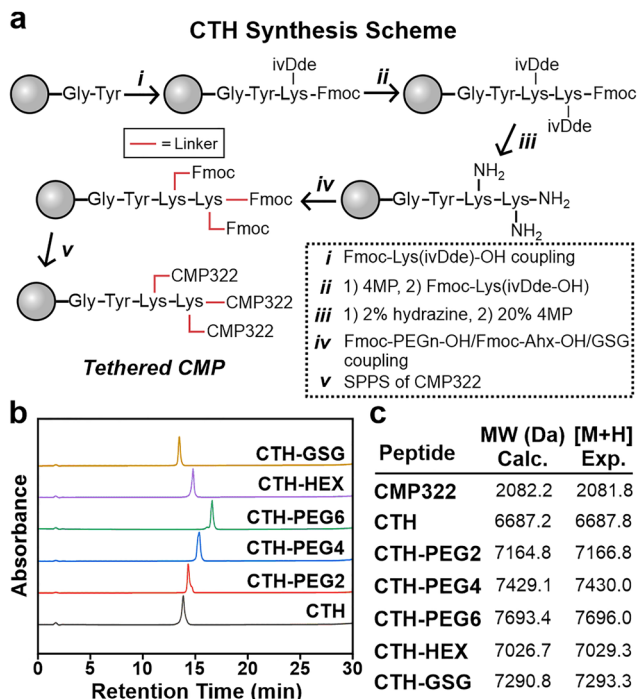 a
CTH Synthesis Scheme
Gly-Tyr
i
ivDde
Gly-Tyr-Lys-Fmoc
ii
ivDde
Gly-Tyr-Lys-Lys-Fmoc
ivDde
iii
= Linker
Fmoc
Gly-Tyr-Lys-Lys-Fmoc
Fmoc
iv
NH2
Gly-Tyr-Lys-Lys-NH2
NH2
v
CMP322
Gly-Tyr-Lys-Lys-CMP322
CMP322
Tethered CMP
i Fmoc-Lys(ivDde)-OH coupling
ii 1) 4MP, 2) Fmoc-Lys(ivDde-OH)
iii 1) 2% hydrazine, 2) 20% 4MP
iv Fmoc-PEGn-OH/Fmoc-Ahx-OH/GSG
coupling
v SPPS of CMP322
b
Absorbance
CTH-GSG
CTH-HEX
CTH-PEG6
CTH-PEG4
CTH-PEG2
CTH
0 5 10 15 20 25 30
Retention Time (min)
c
Peptide MW (Da) Calc. [M+H] Exp.
CMP322 2082.2 2081.8
CTH 6687.2 6687.8
CTH-PEG2 7164.8 7166.8
CTH-PEG4 7429.1 7430.0
CTH-PEG6 7693.4 7696.0
CTH-HEX 7026.7 7029.3
CTH-GSG 7290.8 7293.3